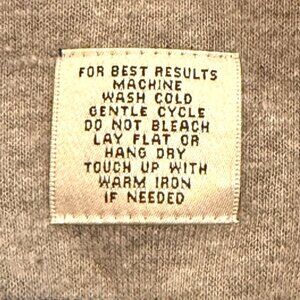 FOR BEST RESULTS
MACHINE
WASH COLD
GENTLE CYCLE
DO NOT BLEACH
LAY FLAT OR
HANG DRY
TOUCH UP WITH
WARM IRON
IF NEEDED